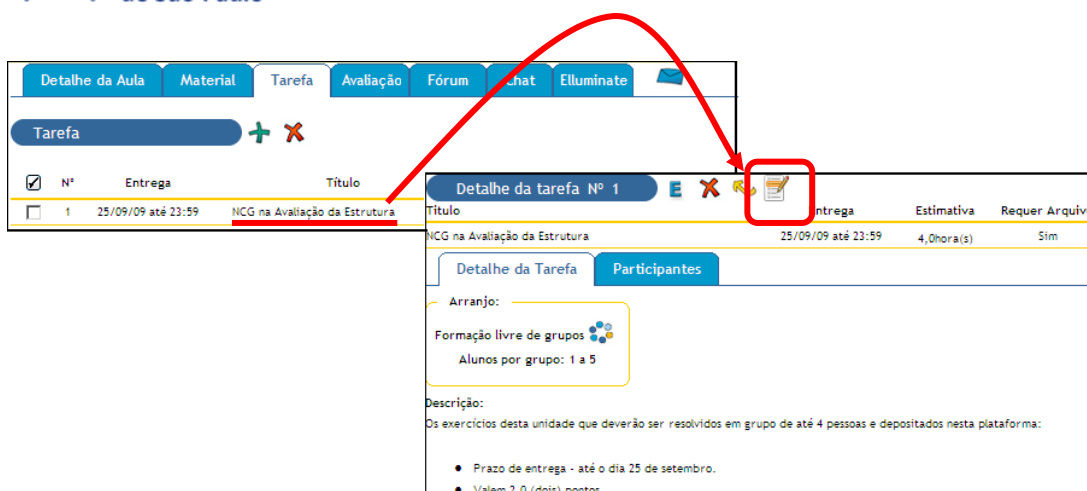 de São Paulo
Detalhe da Aula Material Tarefa Avaliação Fórum Chat Elluminate
Tarefa
Nº Entrega Título
1 25/09/09 até 23:59 NCG na Avaliação da Estrutura
Detalhe da tarefa Nº 1 E
Título Entrega Estimativa Requer Arquiv
NCG na Avaliação da Estrutura 25/09/09 até 23:59 4,0hora(s) Sim
Detalhe da Tarefa Participantes
Arranjo:
Formação livre de grupos
Alunos por grupo: 1 a 5
Descrição:
Os exercícios desta unidade que deverão ser resolvidos em grupo de até 4 pessoas e depositados nesta plataforma:
• Prazo de entrega - até o dia 25 de setembro.
• Valem 2,0 (dois) pontos